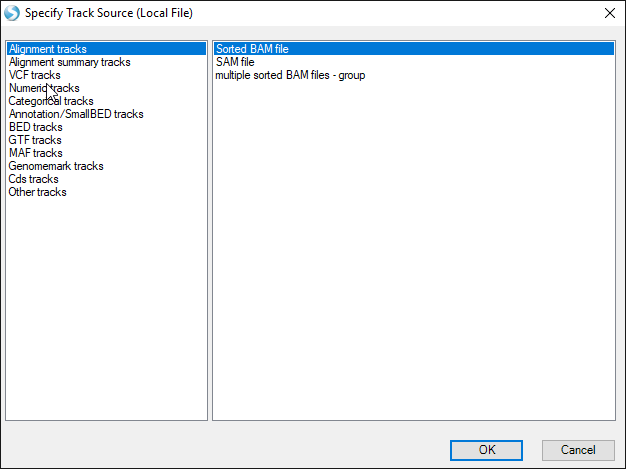 Specify Track Source (Local File)
Alignment tracks
Alignment summary tracks
VCF tracks
Numeric tracks
Categorical tracks
Annotation/SmallBED tracks
BED tracks
GTF tracks
MAF tracks
Genomemark tracks
Cds tracks
Other tracks
Sorted BAM file
SAM file
multiple sorted BAM files - group
OK
Cancel